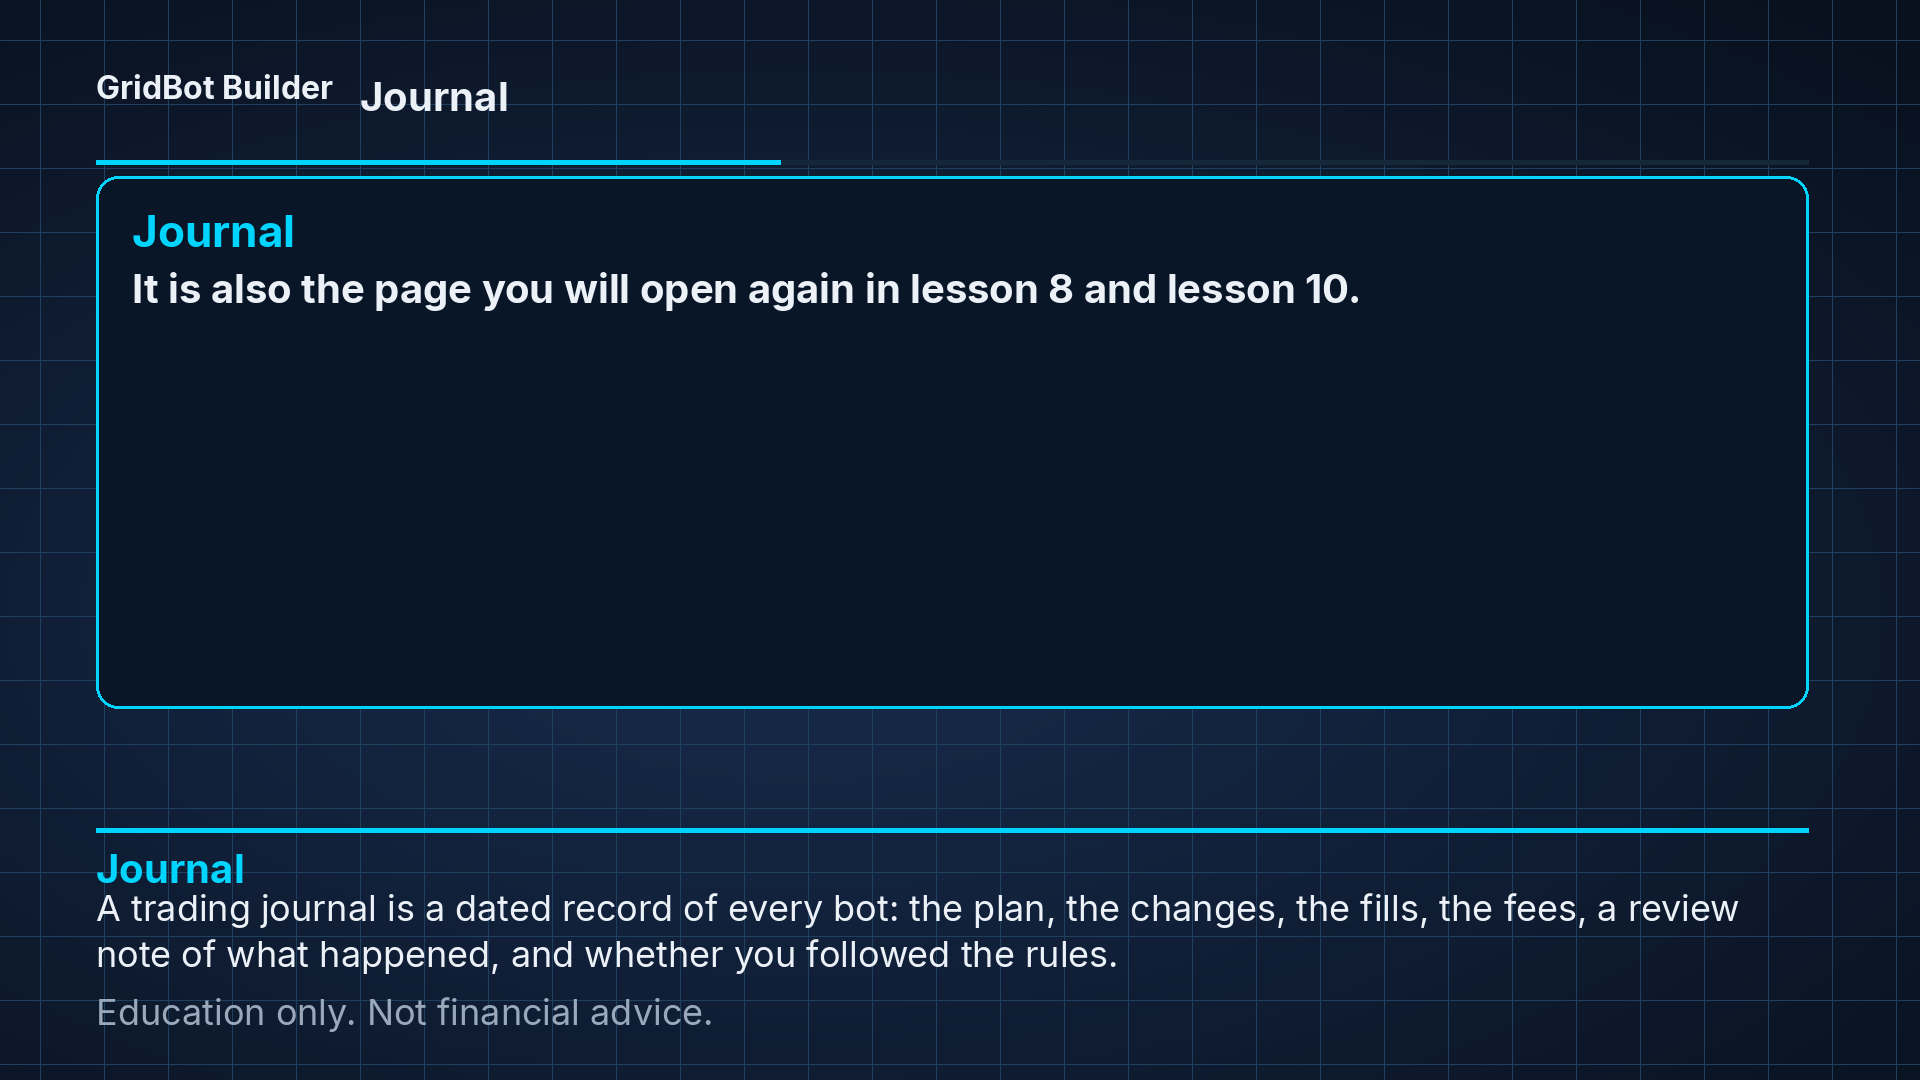 GridBot Builder
Journal
Journal
It is also the page you will open again in lesson 8 and lesson 10.
Journal
A trading journal is a dated record of every bot: the plan, the changes, the fills, the fees, a review
note of what happened, and whether you followed the rules.
Education only. Not financial advice.